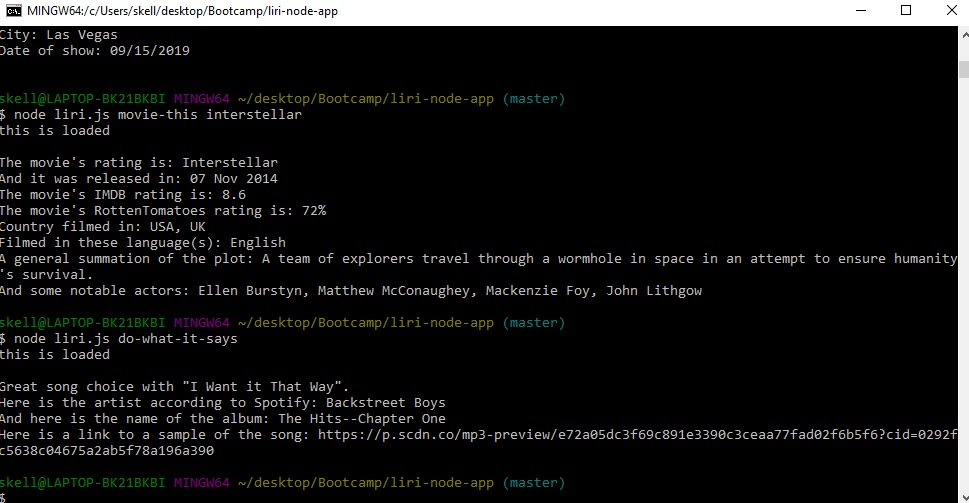 MINGW64:/c/Users/skell/desktop/Bootcamp/liri-node-app
City: Las Vegas
Date of show: 09/15/2019
skell@LAPTOP-BK21BKBI MINGW64 ~/desktop/Bootcamp/liri-node-app (master)
$ node liri.js movie-this interstellar
this is loaded
The movie's rating is: Interstellar
And it was released in: 07 Nov 2014
The movie's IMDB rating is: 8.6
The movie's RottenTomatoes rating is: 72%
Country filmed in: USA, UK
Filmed in these language(s): English
A general summation of the plot: A team of explorers travel through a wormhole in space in an attempt to ensure humanity
's survival.
And some notable actors: Ellen Burstyn, Matthew McConaughey, Mackenzie Foy, John Lithgow
skell@LAPTOP-BK21BKBI MINGW64 ~/desktop/Bootcamp/liri-node-app (master)
$ node liri.js do-what-it-says
this is loaded
Great song choice with "I Want it That Way".
Here is the artist according to Spotify: Backstreet Boys
And here is the name of the album: The Hits--Chapter One
Here is a link to a sample of the song: https://p.scdn.co/mp3-preview/e72a05dc3f69c891e3390c3ceaa77fad02f6b5f6?cid=0292f
c5638c04675a2ab5f78a196a390
skell@LAPTOP-BK21BKBI MINGW64 ~/desktop/Bootcamp/liri-node-app (master)
$